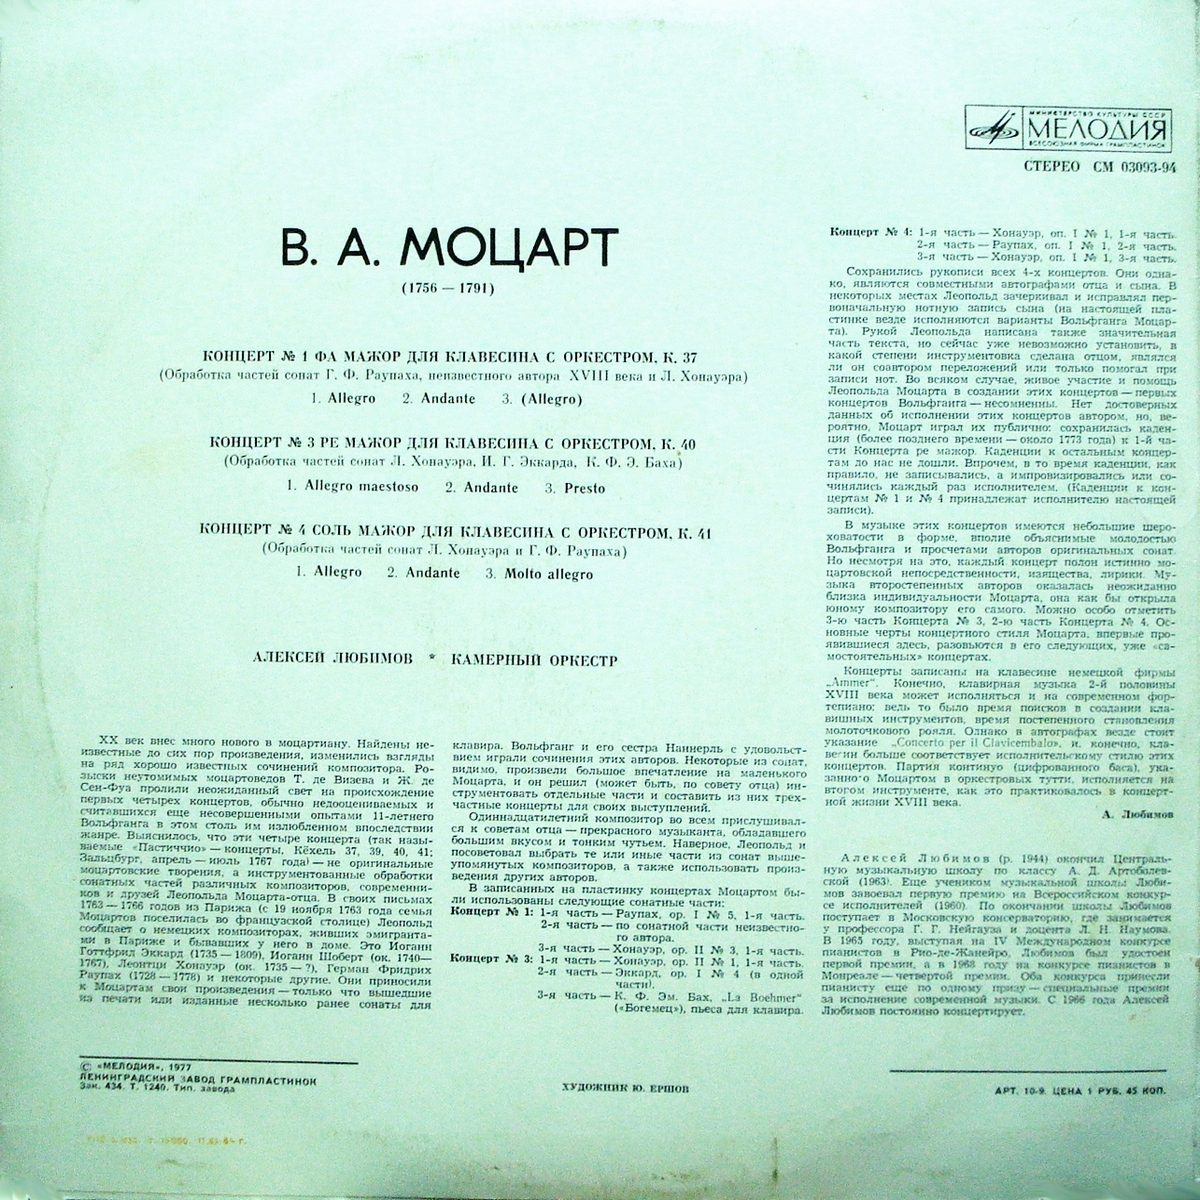 МИНИСТЕРСТВО КУЛЬТУРЫ СССР
МЕЛОДИЯ
ВСЕСОЮЗНАЯ ФИРМА ГРАМПЛАСТИНОК
СТЕРЕО СМ 03093-94
В. А. МОЦАРТ
(1756 — 1791)
КОНЦЕРТ № 1 ФА МАЖОР ДЛЯ КЛАВЕСИНА С ОРКЕСТРОМ, К. 37
(Обработка частей сонат Г. Ф. Раупаха, неизвестного автора XVIII века и Л. Хонауэра)
1. Allegro 2. Andante 3. (Allegro)
КОНЦЕРТ № 3 РЕ МАЖОР ДЛЯ КЛАВЕСИНА С ОРКЕСТРОМ, К. 40
(Обработка частей сонат Л. Хонауэра, И. Г. Эккарда, К. Ф. Э. Баха)
1. Allegro maestoso 2. Andante 3. Presto
КОНЦЕРТ № 4 СОЛЬ МАЖОР ДЛЯ КЛАВЕСИНА С ОРКЕСТРОМ, К. 41
(Обработка частей сонат Л. Хонауэра и Г. Ф. Раупаха)
1. Allegro 2. Andante 3. Molto allegro
АЛЕКСЕЙ ЛЮБИМОВ * КАМЕРНЫЙ ОРКЕСТР
XX век внес много нового в моцартиану. Найдены не-
известные до сих пор произведения, изменились взгляды
на ряд хорошо известных сочинений композитора. Ро-
зыски неутомимых моцартоведов Т. де Визева и Ж. де
Сен-Фуа пролили неожиданный свет на происхождение
первых четырех концертов, обычно недооцениваемых и
считавшихся еще несовершенными опытами 11-летнего
Вольфганга в этом столь им излюбленном впоследствии
жанре. Выяснилось, что эти четыре концерта (так назы-
ваемые «Пастиччио» — концерты, Кёхель 37, 39, 40, 41;
Зальцбург, апрель — июль 1767 года) — не оригинальные
моцартовские творения, а инструментованные обработки
сонатных частей различных композиторов, современни-
ков и друзей Леопольда Моцарта-отца. В своих письмах
1763 — 1766 годов из Парижа (с 19 ноября 1763 года семья
Моцартов поселилась во французской столице) Леопольд
сообщает о немецких композиторах, живших эмигранта-
ми в Париже и бывавших у него в доме. Это Иоганн
Готтфрид Эккард (1735 — 1809), Иоганн Шоберт (ок. 1740—
1767), Леонтци Хонауэр (ок. 1735 — ?), Герман Фридрих
Раупах (1728 — 1778) и некоторые другие. Они приносили
к Моцартам свои произведения — только что вышедшие
из печати или изданные несколько ранее сонаты для
клавира. Вольфганг и его сестра Наннерль с удовольст-
вием играли сочинения этих авторов. Некоторые из сонат,
видимо, произвели большое впечатление на маленького
Моцарта, и он решил (может быть, по совету отца) ин-
струментовать отдельные части и составить из них трех-
частные концерты для своих выступлений.
Одиннадцатилетний композитор во всем прислушивал-
ся к советам отца — прекрасного музыканта, обладавшего
большим вкусом и тонким чутьем. Наверное, Леопольд и
посоветовал выбрать те или иные части из сонат выше-
упомянутых композиторов, а также использовать произ-
ведения других авторов.
В записанных на пластинку концертах Моцартом бы-
ли использованы следующие сонатные части:
Концерт № 1: 1-я часть — Раупах, ор. I № 5, 1-я часть.
2-я часть — по сонатной части неизвестно-
го автора.
3-я часть — Хонауэр, ор. II № 3, 1-я часть.
Концерт № 3: 1-я часть — Хонауэр, ор. II № 1, 1-я часть.
2-я часть — Эккард, ор. I № 4 (в одной
части).
3-я часть — К. Ф. Эм. Бах, „La Boehmer“
(«Богемец»), пьеса для клавира.
Концерт № 4: 1-я часть — Хонауэр, оп. I № 1, 1-я часть.
2-я часть — Раупах, оп. I № 1, 2-я часть.
3-я часть — Хонауэр, оп. I № 1, 3-я часть.
Сохранились рукописи всех 4-х концертов. Они одна-
ко, являются совместными автографами отца и сына. В
некоторых местах Леопольд зачеркивал и исправлял пер-
воначальную нотную запись сына (на настоящей пла-
стинке везде исполняются варианты Вольфганга Моцар-
та). Рукой Леопольда написана также значительная
часть текста, но сейчас уже невозможно установить, в
какой степени инструментовка сделана отцом, являлся
ли он соавтором переложений или только помогал при
записи нот. Во всяком случае, живое участие и помощь
Леопольда Моцарта в создании этих концертов — первых
концертов Вольфганга — несомненны. Нет достоверных
данных об исполнении этих концертов автором, но, ве-
роятно, Моцарт играл их публично: сохранилась каден-
ция (более позднего времени — около 1773 года) к 1-й ча-
сти Концерта ре мажор. Каденции к остальным концер-
там до нас не дошли. Впрочем, в то время каденции, как
правило, не записывались, а импровизировались или со-
чинялись каждый раз исполнителем. (Каденции к кон-
цертам № 1 и № 4 принадлежат исполнителю настоящей
записи).
В музыке этих концертов имеются небольшие шеро-
ховатости в форме, вполне объяснимые молодостью
Вольфганга и просчетами авторов оригинальных сонат.
Но несмотря на это, каждый концерт полон истинно мо-
цартовской непосредственности, изящества, лирики. Му-
зыка второстепенных авторов оказалась неожиданно
близка индивидуальности Моцарта, она как бы открыла
юному композитору его самого. Можно особо отметить
3-ю часть Концерта № 3, 2-ю часть Концерта № 4. Ос-
новные черты концертного стиля Моцарта, впервые про-
явившиеся здесь, разовьются в его следующих, уже «са-
мостоятельных» концертах.
Концерты записаны на клавесине немецкой фирмы
„Ammer“. Конечно, клавирная музыка 2-й половины
XVIII века может исполняться и на современном фор-
тепиано: ведь то было время поисков в создании кла-
вишных инструментов, время постепенного становления
молоточкового рояля. Однако в автографах везде стоит
указание „Concerto per il Clavicembalo», и, конечно, кла-
весин больше соответствует исполнительскому стилю этих
концертов. Партия континуо (цифрованного баса), ука-
занного Моцартом в оркестровых тутти, исполняется на
втором инструменте, как это практиковалось в концерт-
ной жизни XVIII века.
А. Любимов
Алексей Любимов (р. 1944) окончил Централь-
ную музыкальную школу по классу А. Д. Артоболев-
ской (1963). Еще учеником музыкальной школы Люби-
мов завоевал первую премию на Всероссийском конкур-
се исполнителей (1960). По окончании школы Любимов
поступает в Московскую консерваторию, где занимается
у профессора Г. Г. Нейгауза и доцента Л. Н. Наумова.
В 1965 году, выступая на IV Международном конкурсе
пианистов в Рио-де-Жанейро, Любимов был удостоен
первой премии, а в 1968 году на конкурсе пианистов в
Монреале — четвертой премии. Оба конкурса принесли
пианисту еще по одному призу — специальные премии
за исполнение современной музыки. С 1966 года Алексей
Любимов постоянно концертирует.
© «МЕЛОДИЯ», 1977
ЛЕНИНГРАДСКИЙ ЗАВОД ГРАМПЛАСТИНОК
Зак. 434. Т. 1240. Тип. завода
ХУДОЖНИК Ю. ЕРШОВ
АРТ. 10-9. ЦЕНА 1 РУБ. 45 КОП.